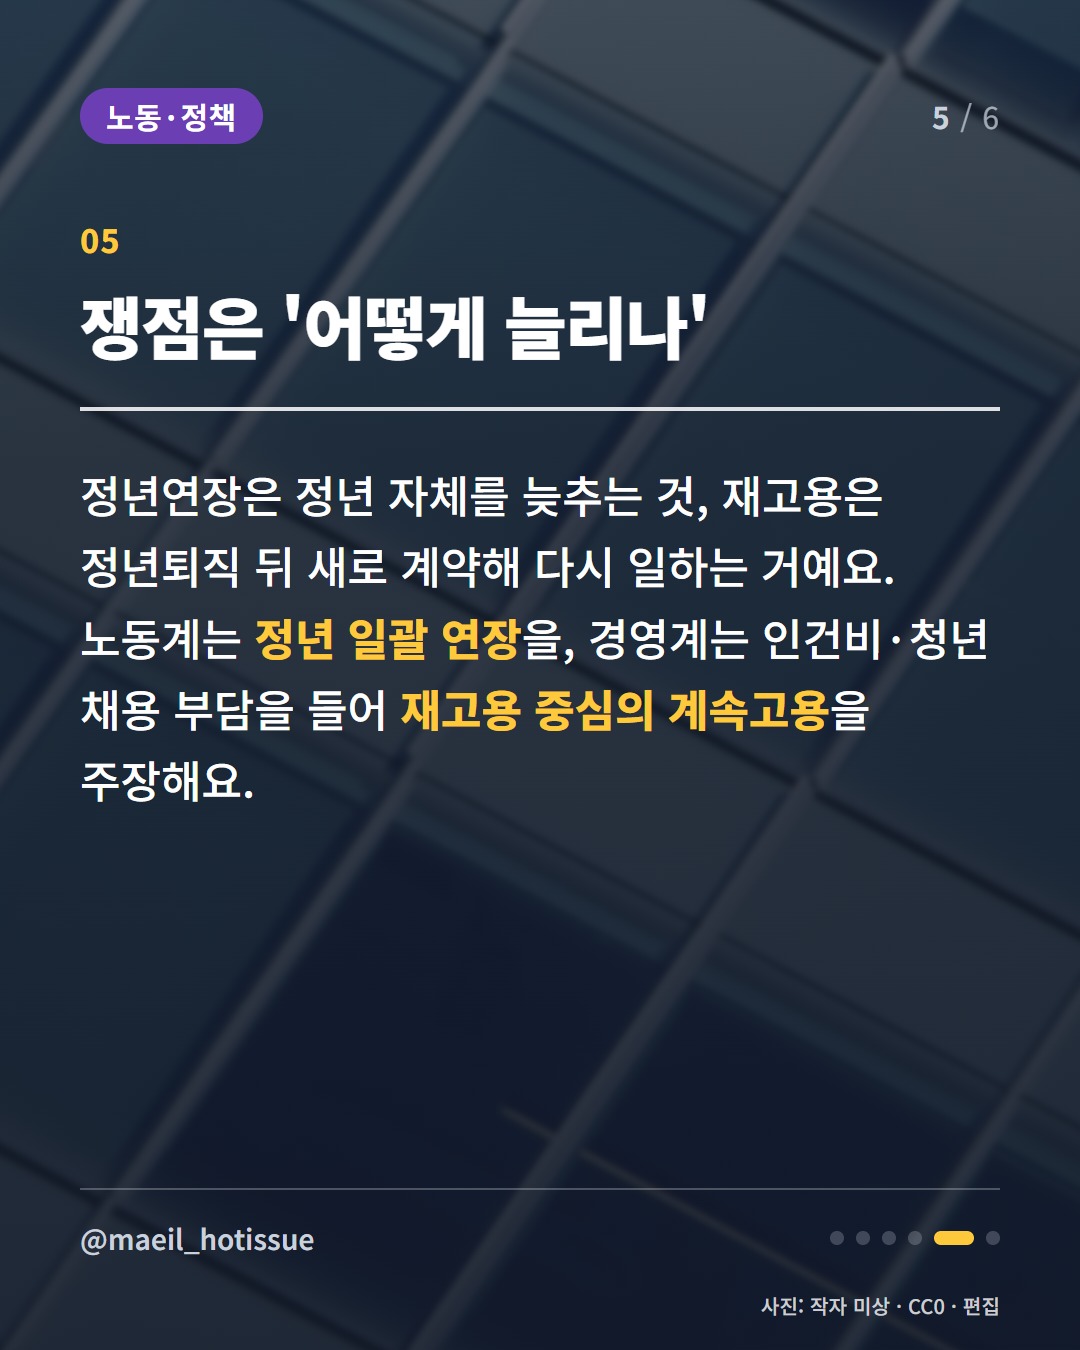 노동·정책
5 / 6
05
쟁점은 '어떻게 늘리나'
정년연장은 정년 자체를 늦추는 것, 재고용은
정년퇴직 뒤 새로 계약해 다시 일하는 거예요.
노동계는 정년 일괄 연장을, 경영계는 인건비·청년
채용 부담을 들어 재고용 중심의 계속고용을
주장해요.
@maeil_hotissue
사진: 작자 미상 · CC0 · 편집